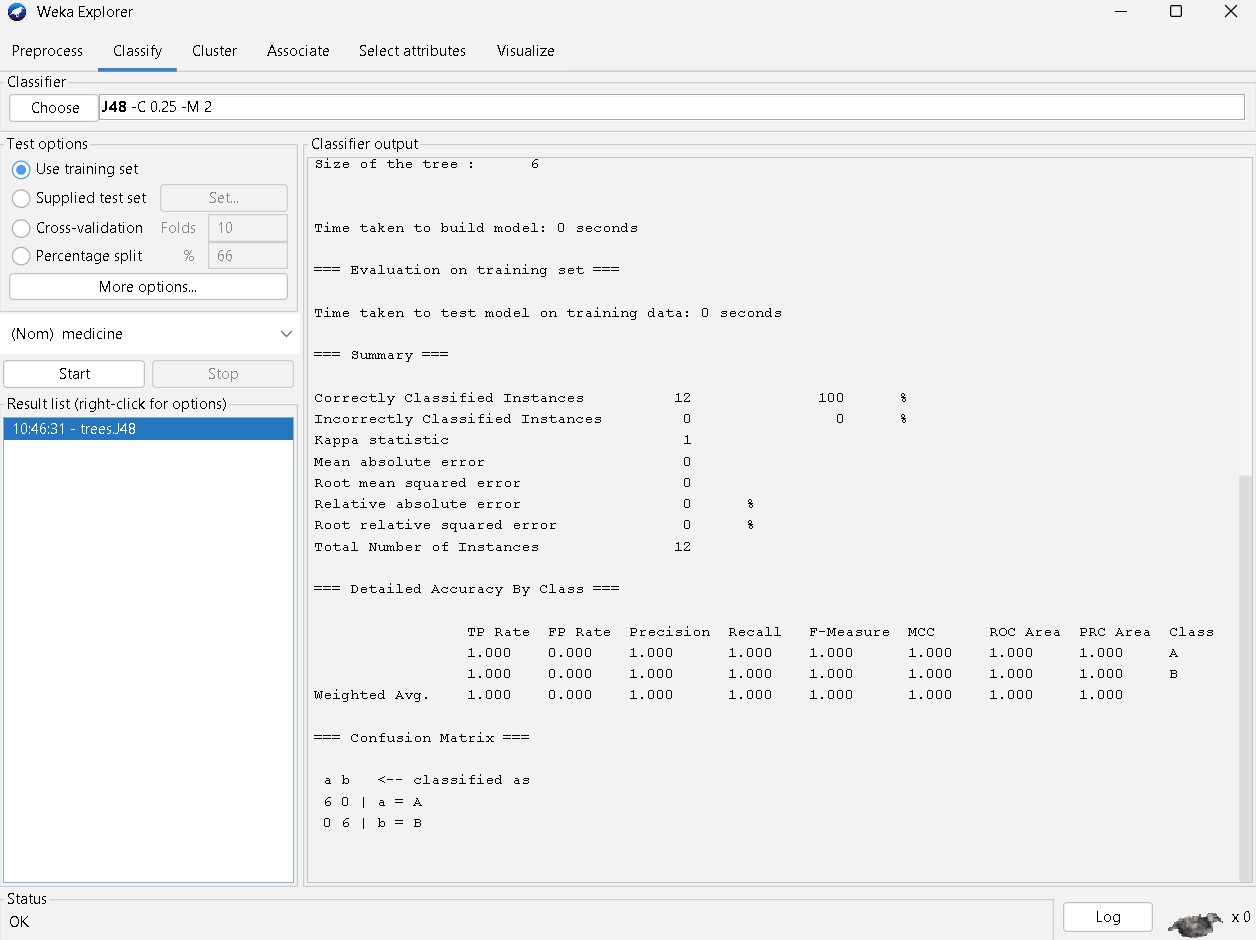 Weka Explorer
Preprocess Classify Cluster Associate Select attributes Visualize
Classifier
Choose J48 -C 0.25 -M 2
Test options
Use training set
Supplied test set Set...
Cross-validation Folds 10
Percentage split % 66
More options...
(Nom) medicine
Start Stop
Result list (right-click for options)
10:46:31 - trees.J48
Classifier output
Size of the tree : 6
Time taken to build model: 0 seconds
=== Evaluation on training set ===
Time taken to test model on training data: 0 seconds
=== Summary ===
Correctly Classified Instances 12 100 %
Incorrectly Classified Instances 0 0 %
Kappa statistic 1
Mean absolute error 0
Root mean squared error 0
Relative absolute error 0 %
Root relative squared error 0 %
Total Number of Instances 12
=== Detailed Accuracy By Class ===
TP Rate FP Rate Precision Recall F-Measure MCC ROC Area PRC Area Class
1.000 0.000 1.000 1.000 1.000 1.000 1.000 1.000 A
1.000 0.000 1.000 1.000 1.000 1.000 1.000 1.000 B
Weighted Avg. 1.000 0.000 1.000 1.000 1.000 1.000 1.000 1.000
=== Confusion Matrix ===
a b <-- classified as
6 0 | a = A
0 6 | b = B
Status
OK
Log x 0